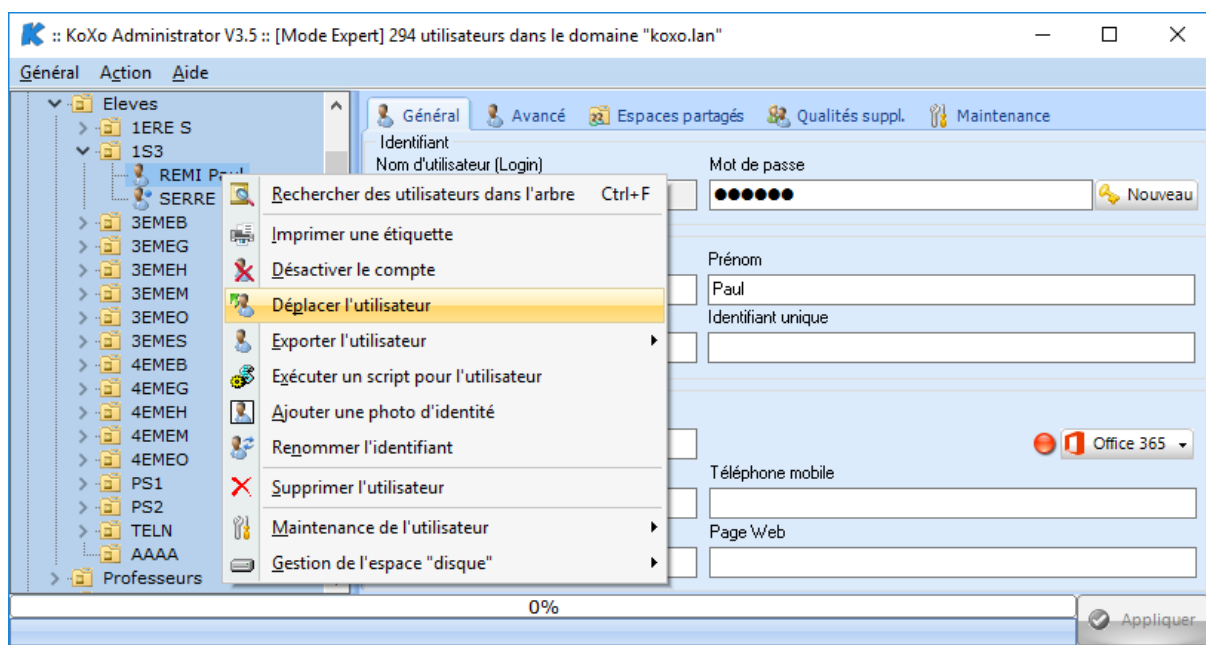 :: KoXo Administrator V3.5 :: [Mode Expert] 294 utilisateurs dans le domaine "koxo.lan"
Général Action Aide
Eleves
1ERE S
1S3
REMI
SERRE
3EMEB
3EMEG
3EMEH
3EMEM
3EMEO
3EMES
4EMEB
4EMEG
4EMEH
4EMEM
4EMEO
PS1
PS2
TELN
AAAA
Professeurs
Rechercher des utilisateurs dans l'arbre Ctrl+F
Imprimer une étiquette
Désactiver le compte
Déplacer l'utilisateur
Exporter l'utilisateur
Exécuter un script pour l'utilisateur
Ajouter une photo d'identité
Renommer l'identifiant
Supprimer l'utilisateur
Maintenance de l'utilisateur
Gestion de l'espace "disque"
Général Avancé Espaces partagés Qualités suppl. Maintenance
Identifiant
Nom d'utilisateur (Login) Mot de passe
●●●●●● Nouveau
Prénom
Paul
Identifiant unique
Office 365
Téléphone mobile
Page Web
0%
Appliquer